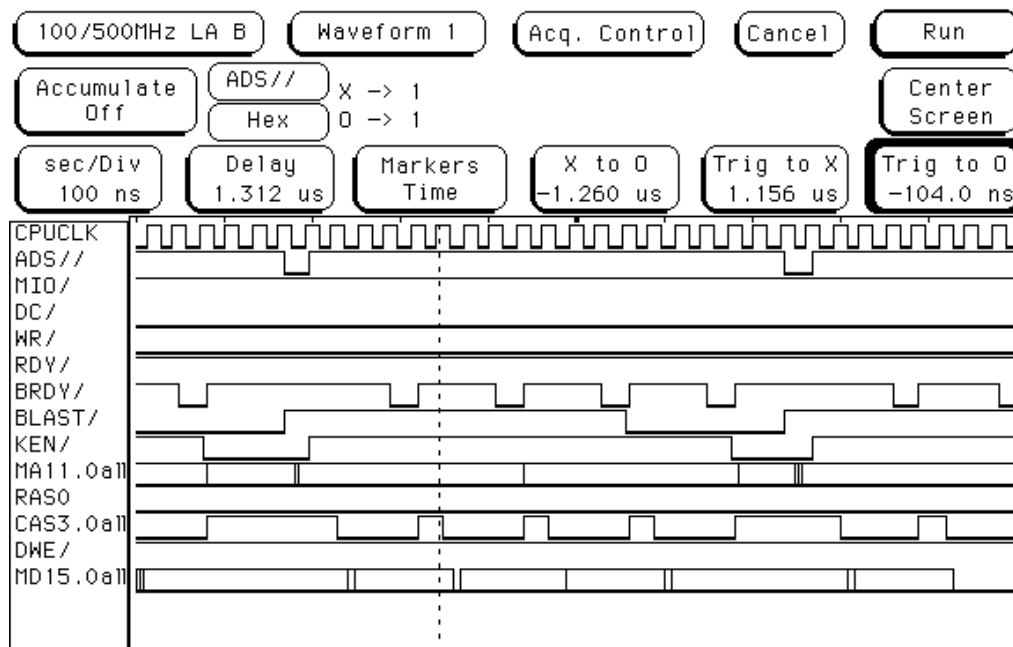 100/500MHz LA B Waveform 1 Acq. Control Cancel Run
Accumulate Off
ADS// X -> 1
Hex O -> 1
Center Screen
sec/Div 100 ns
Delay 1.312 us
Markers Time
X to O -1.260 us
Trig to X 1.156 us
Trig to O -104.0 ns
CPUCLK
ADS//
MIO/
DC/
WR/
RDY/
BRDY/
BLAST/
KEN/
MA11.0all
RAS0
CAS3.0all
DWE/
MD15.0all